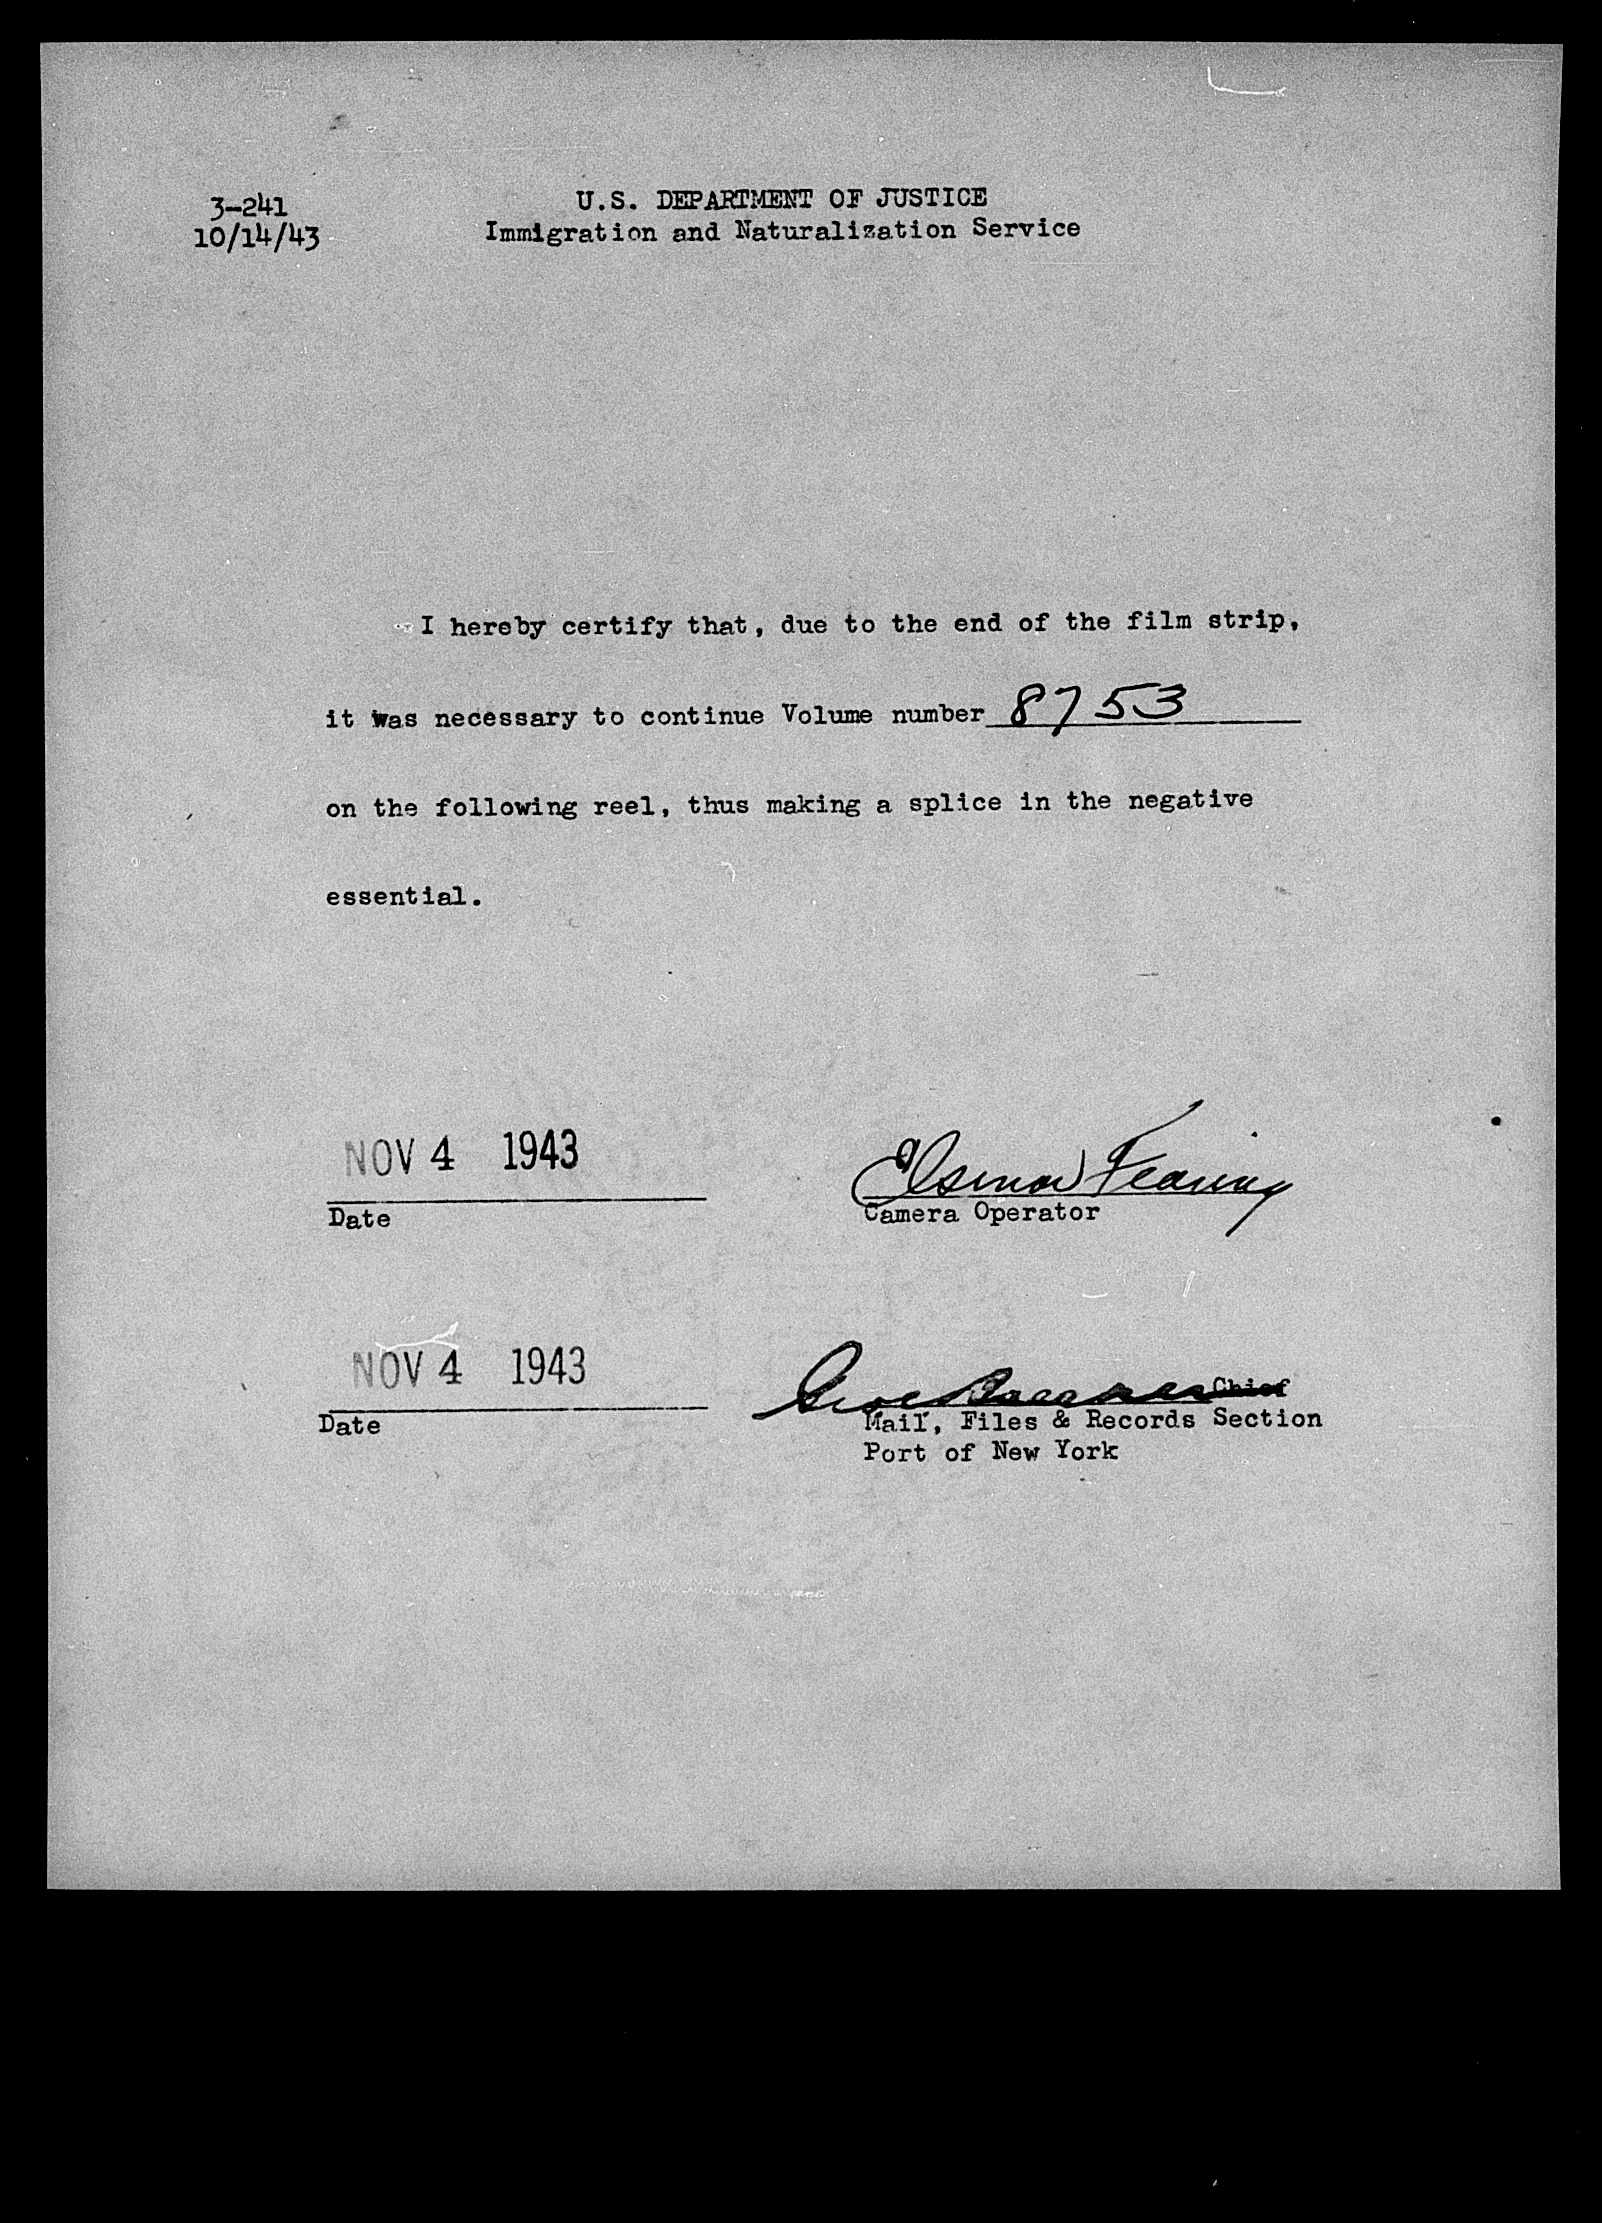 3-241
10/14/43
U.S. DEPARTMENT OF JUSTICE
Immigration and Naturalization Service
I hereby certify that, due to the end of the film strip,
it was necessary to continue Volume number 8753
on the following reel, thus making a splice in the negative
essential.
NOV 4 1943
Date
Camera Operator
NOV 4 1943
Chief
Date
Mail, Files & Records Section
Port of New York